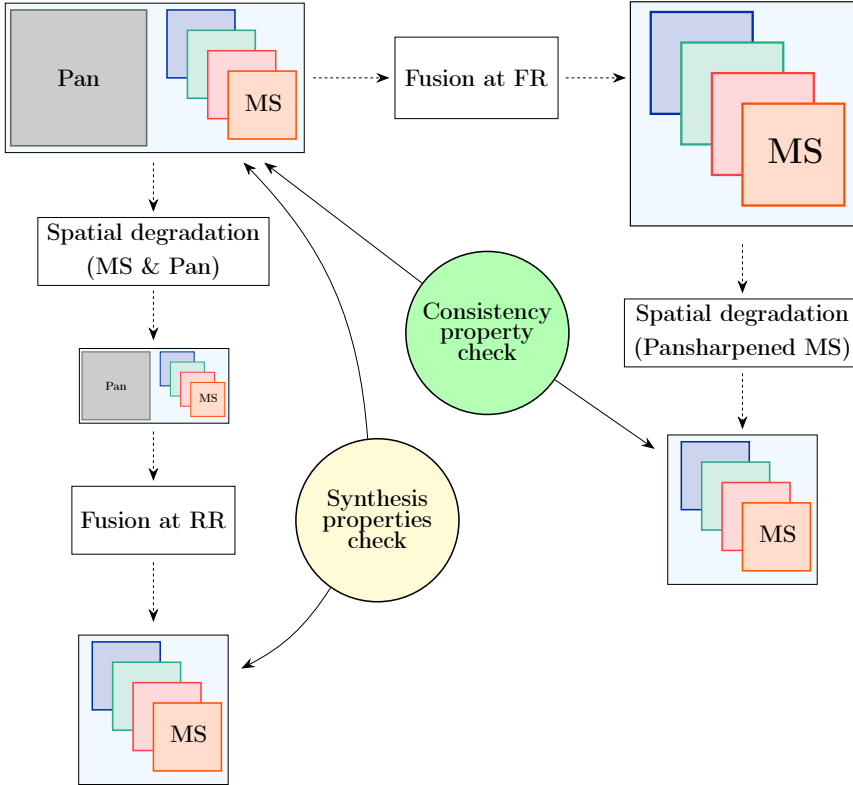 Pan
MS
Fusion at FR
MS
Spatial degradation
(MS & Pan)
Consistency
property
check
Spatial degradation
(Pansharpened MS)
Pan
MS
Synthesis
properties
check
Fusion at RR
MS
MS